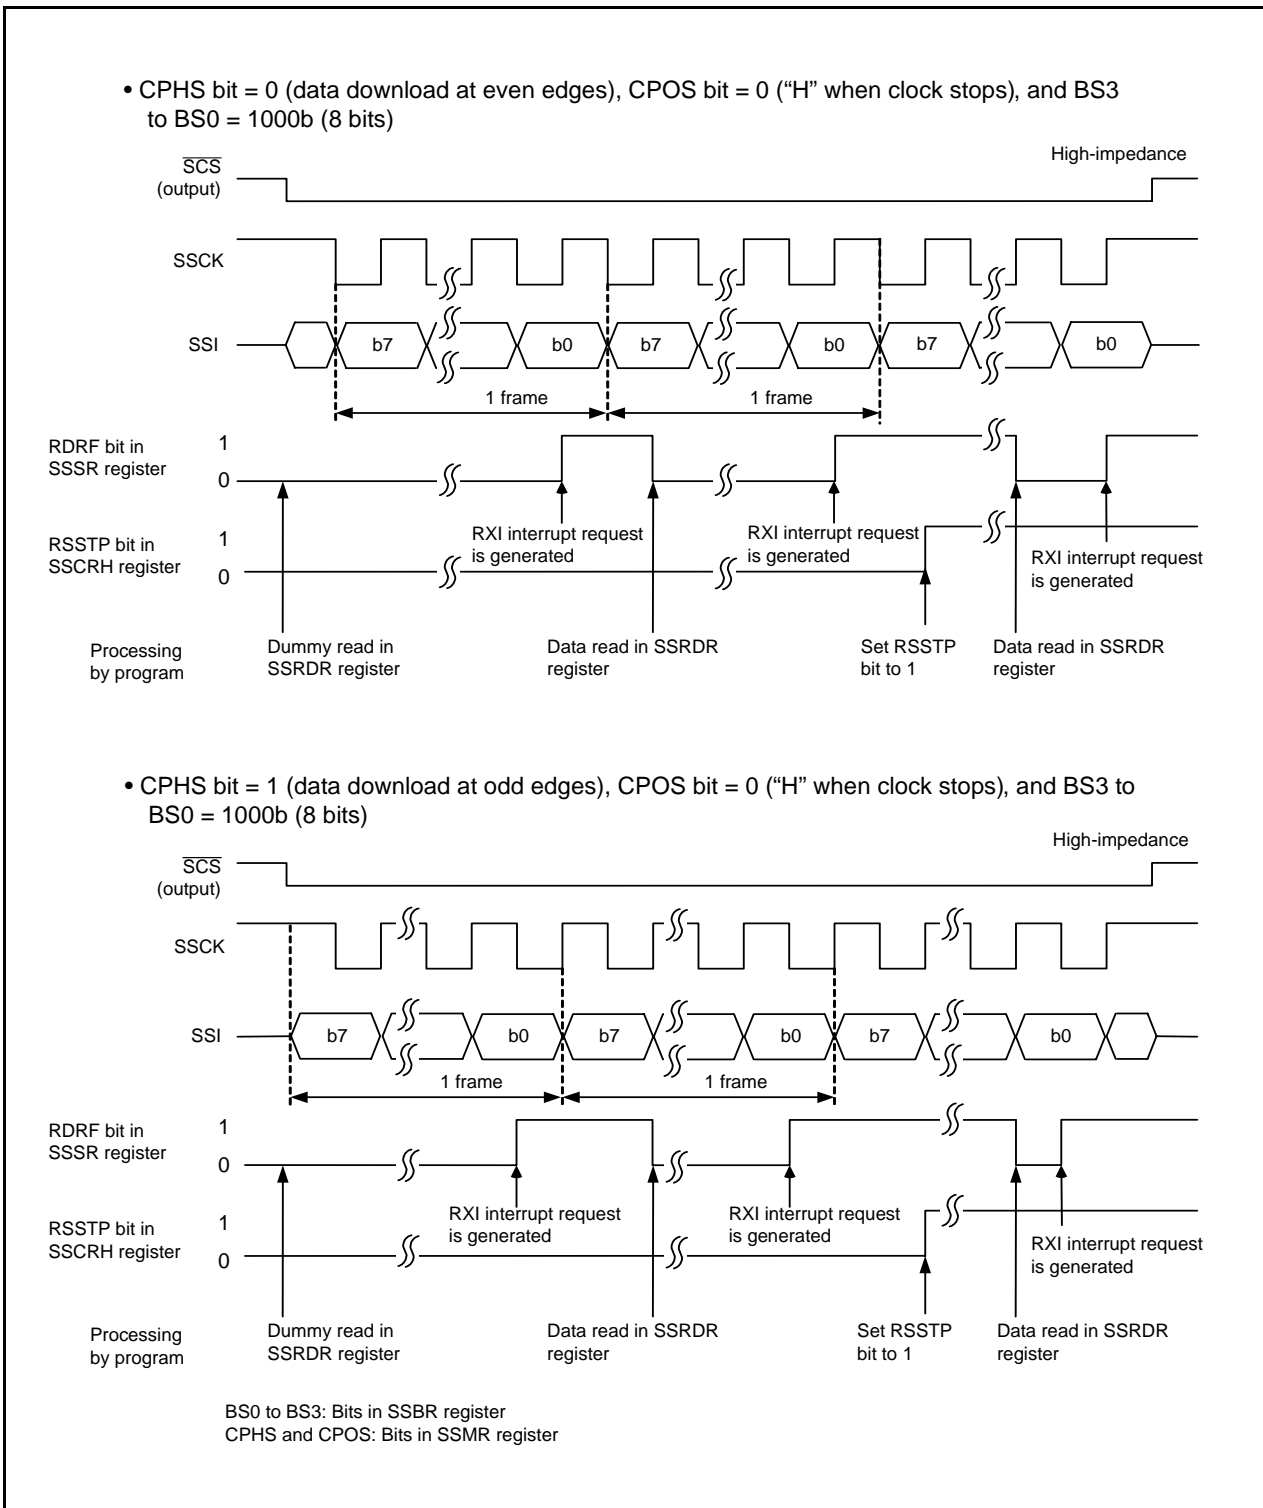 • CPHS bit = 0 (data download at even edges), CPOS bit = 0 (“H” when clock stops), and BS3
to BS0 = 1000b (8 bits)
High-impedance
SCS
(output)
SSCK
SSI
b7
b0
b7
b0
b7
b0
1 frame
1 frame
RDRF bit in
SSSR register
1
0
RXI interrupt request
is generated
RXI interrupt request
is generated
RXI interrupt request
is generated
RSSTP bit in
SSCRH register
1
0
Processing
by program
Dummy read in
SSRDR register
Data read in SSRDR
register
Set RSSTP
bit to 1
Data read in SSRDR
register
• CPHS bit = 1 (data download at odd edges), CPOS bit = 0 (“H” when clock stops), and BS3 to
BS0 = 1000b (8 bits)
High-impedance
SCS
(output)
SSCK
SSI
b7
b0
b7
b0
b7
b0
1 frame
1 frame
RDRF bit in
SSSR register
1
0
RXI interrupt request
is generated
RXI interrupt request
is generated
RXI interrupt request
is generated
RSSTP bit in
SSCRH register
1
0
Processing
by program
Dummy read in
SSRDR register
Data read in SSRDR
register
Set RSSTP
bit to 1
Data read in SSRDR
register
BS0 to BS3: Bits in SSBR register
CPHS and CPOS: Bits in SSMR register